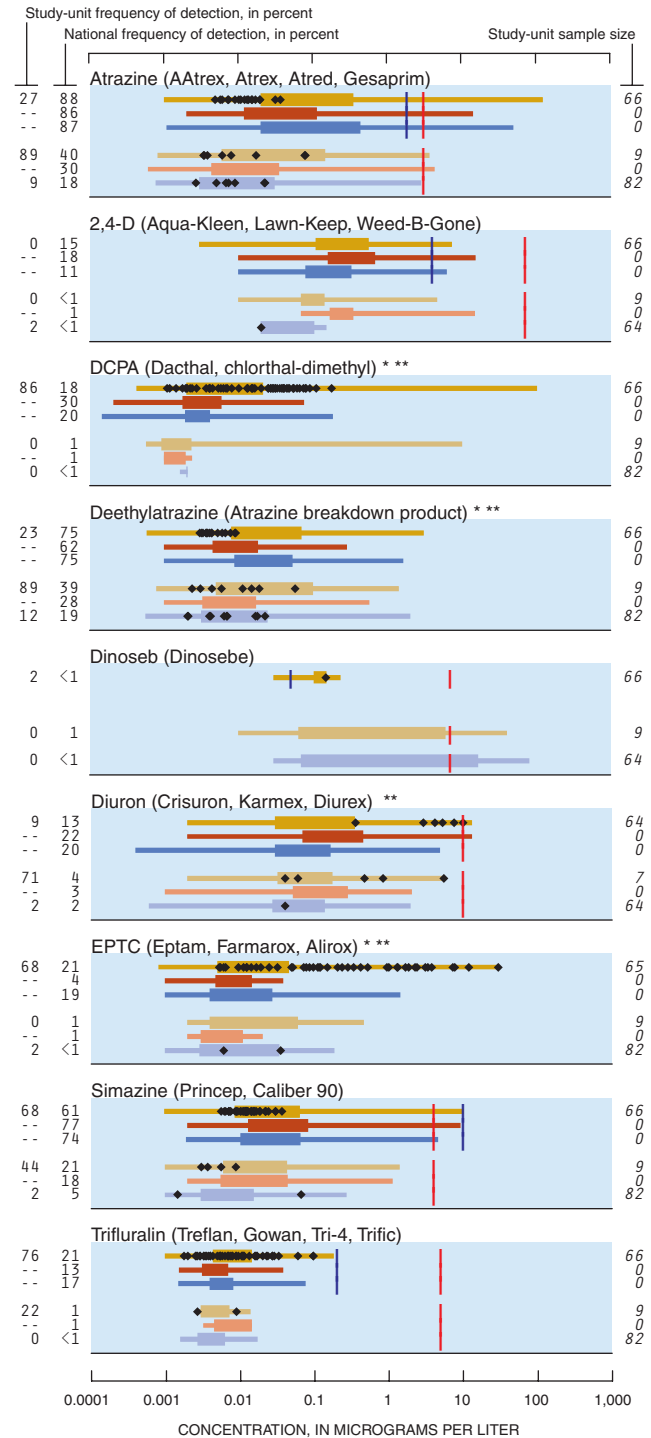 Study-unit frequency of detection, in percent
National frequency of detection, in percent Study-unit sample size
Atrazine (AAtrex, Atrex, Atred, Gesaprim)
27 88 66
-- 86 0
-- 87 0
89 40 9
-- 30 0
9 18 82
2,4-D (Aqua-Kleen, Lawn-Keep, Weed-B-Gone)
0 15 66
-- 18 0
-- 11 0
0 <1 9
-- 1 0
2 <1 64
DCPA (Dacthal, chlorthal-dimethyl) * **
86 18 66
-- 30 0
-- 20 0
0 1 9
-- 1 0
0 <1 82
Deethylatrazine (Atrazine breakdown product) * **
23 75 66
-- 62 0
-- 75 0
89 39 9
-- 28 0
12 19 82
Dinoseb (Dinosebe)
2 <1 66
0 1 9
0 <1 64
Diuron (Crisuron, Karmex, Diurex) **
9 13 64
-- 22 0
-- 20 0
71 4 7
-- 3 0
2 2 64
EPTC (Eptam, Farmarox, Alirox) * **
68 21 65
-- 4 0
-- 19 0
0 1 9
-- 1 0
2 <1 82
Simazine (Princep, Caliber 90)
68 61 66
-- 77 0
-- 74 0
44 21 9
-- 18 0
2 5 82
Trifluralin (Treflan, Gowan, Tri-4, Trific)
76 21 66
-- 13 0
-- 17 0
22 1 9
-- 1 0
0 <1 82
0.0001 0.001 0.01 0.1 1 10 100 1,000
CONCENTRATION, IN MICROGRAMS PER LITER